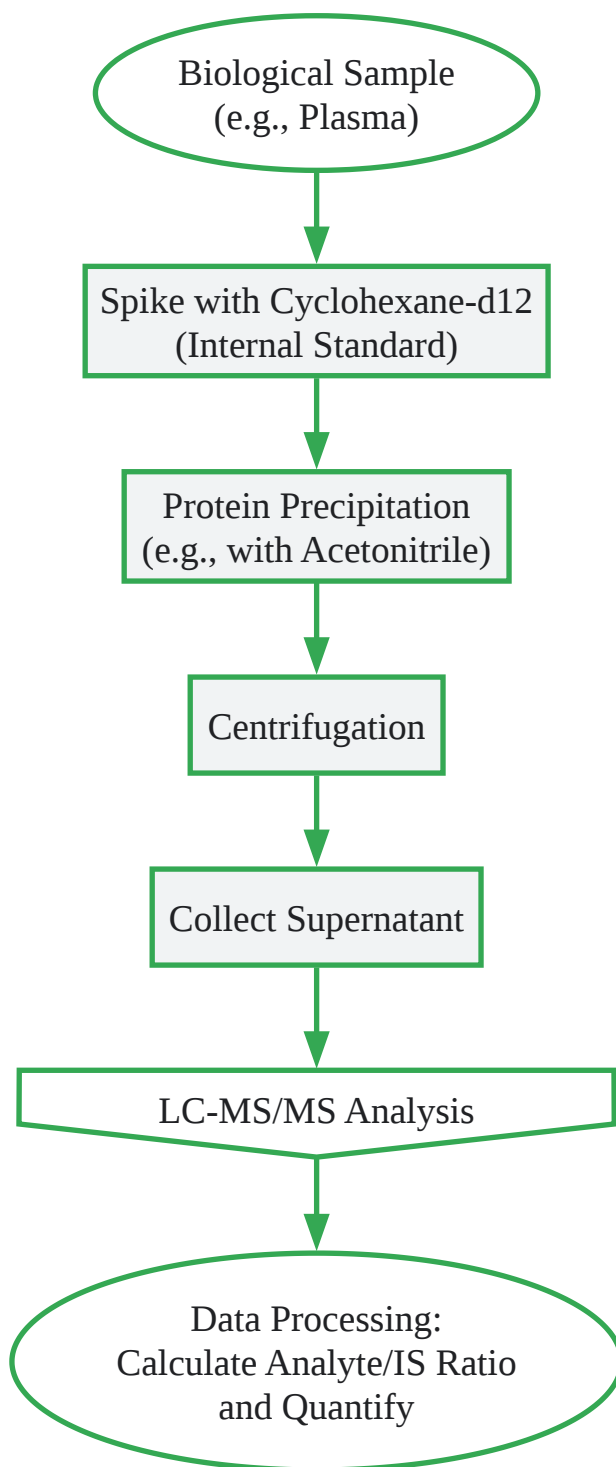 Biological Sample
(e.g., Plasma)
Spike with Cyclohexane-d12
(Internal Standard)
Protein Precipitation
(e.g., with Acetonitrile)
Centrifugation
Collect Supernatant
LC-MS/MS Analysis
Data Processing:
Calculate Analyte/IS Ratio
and Quantify